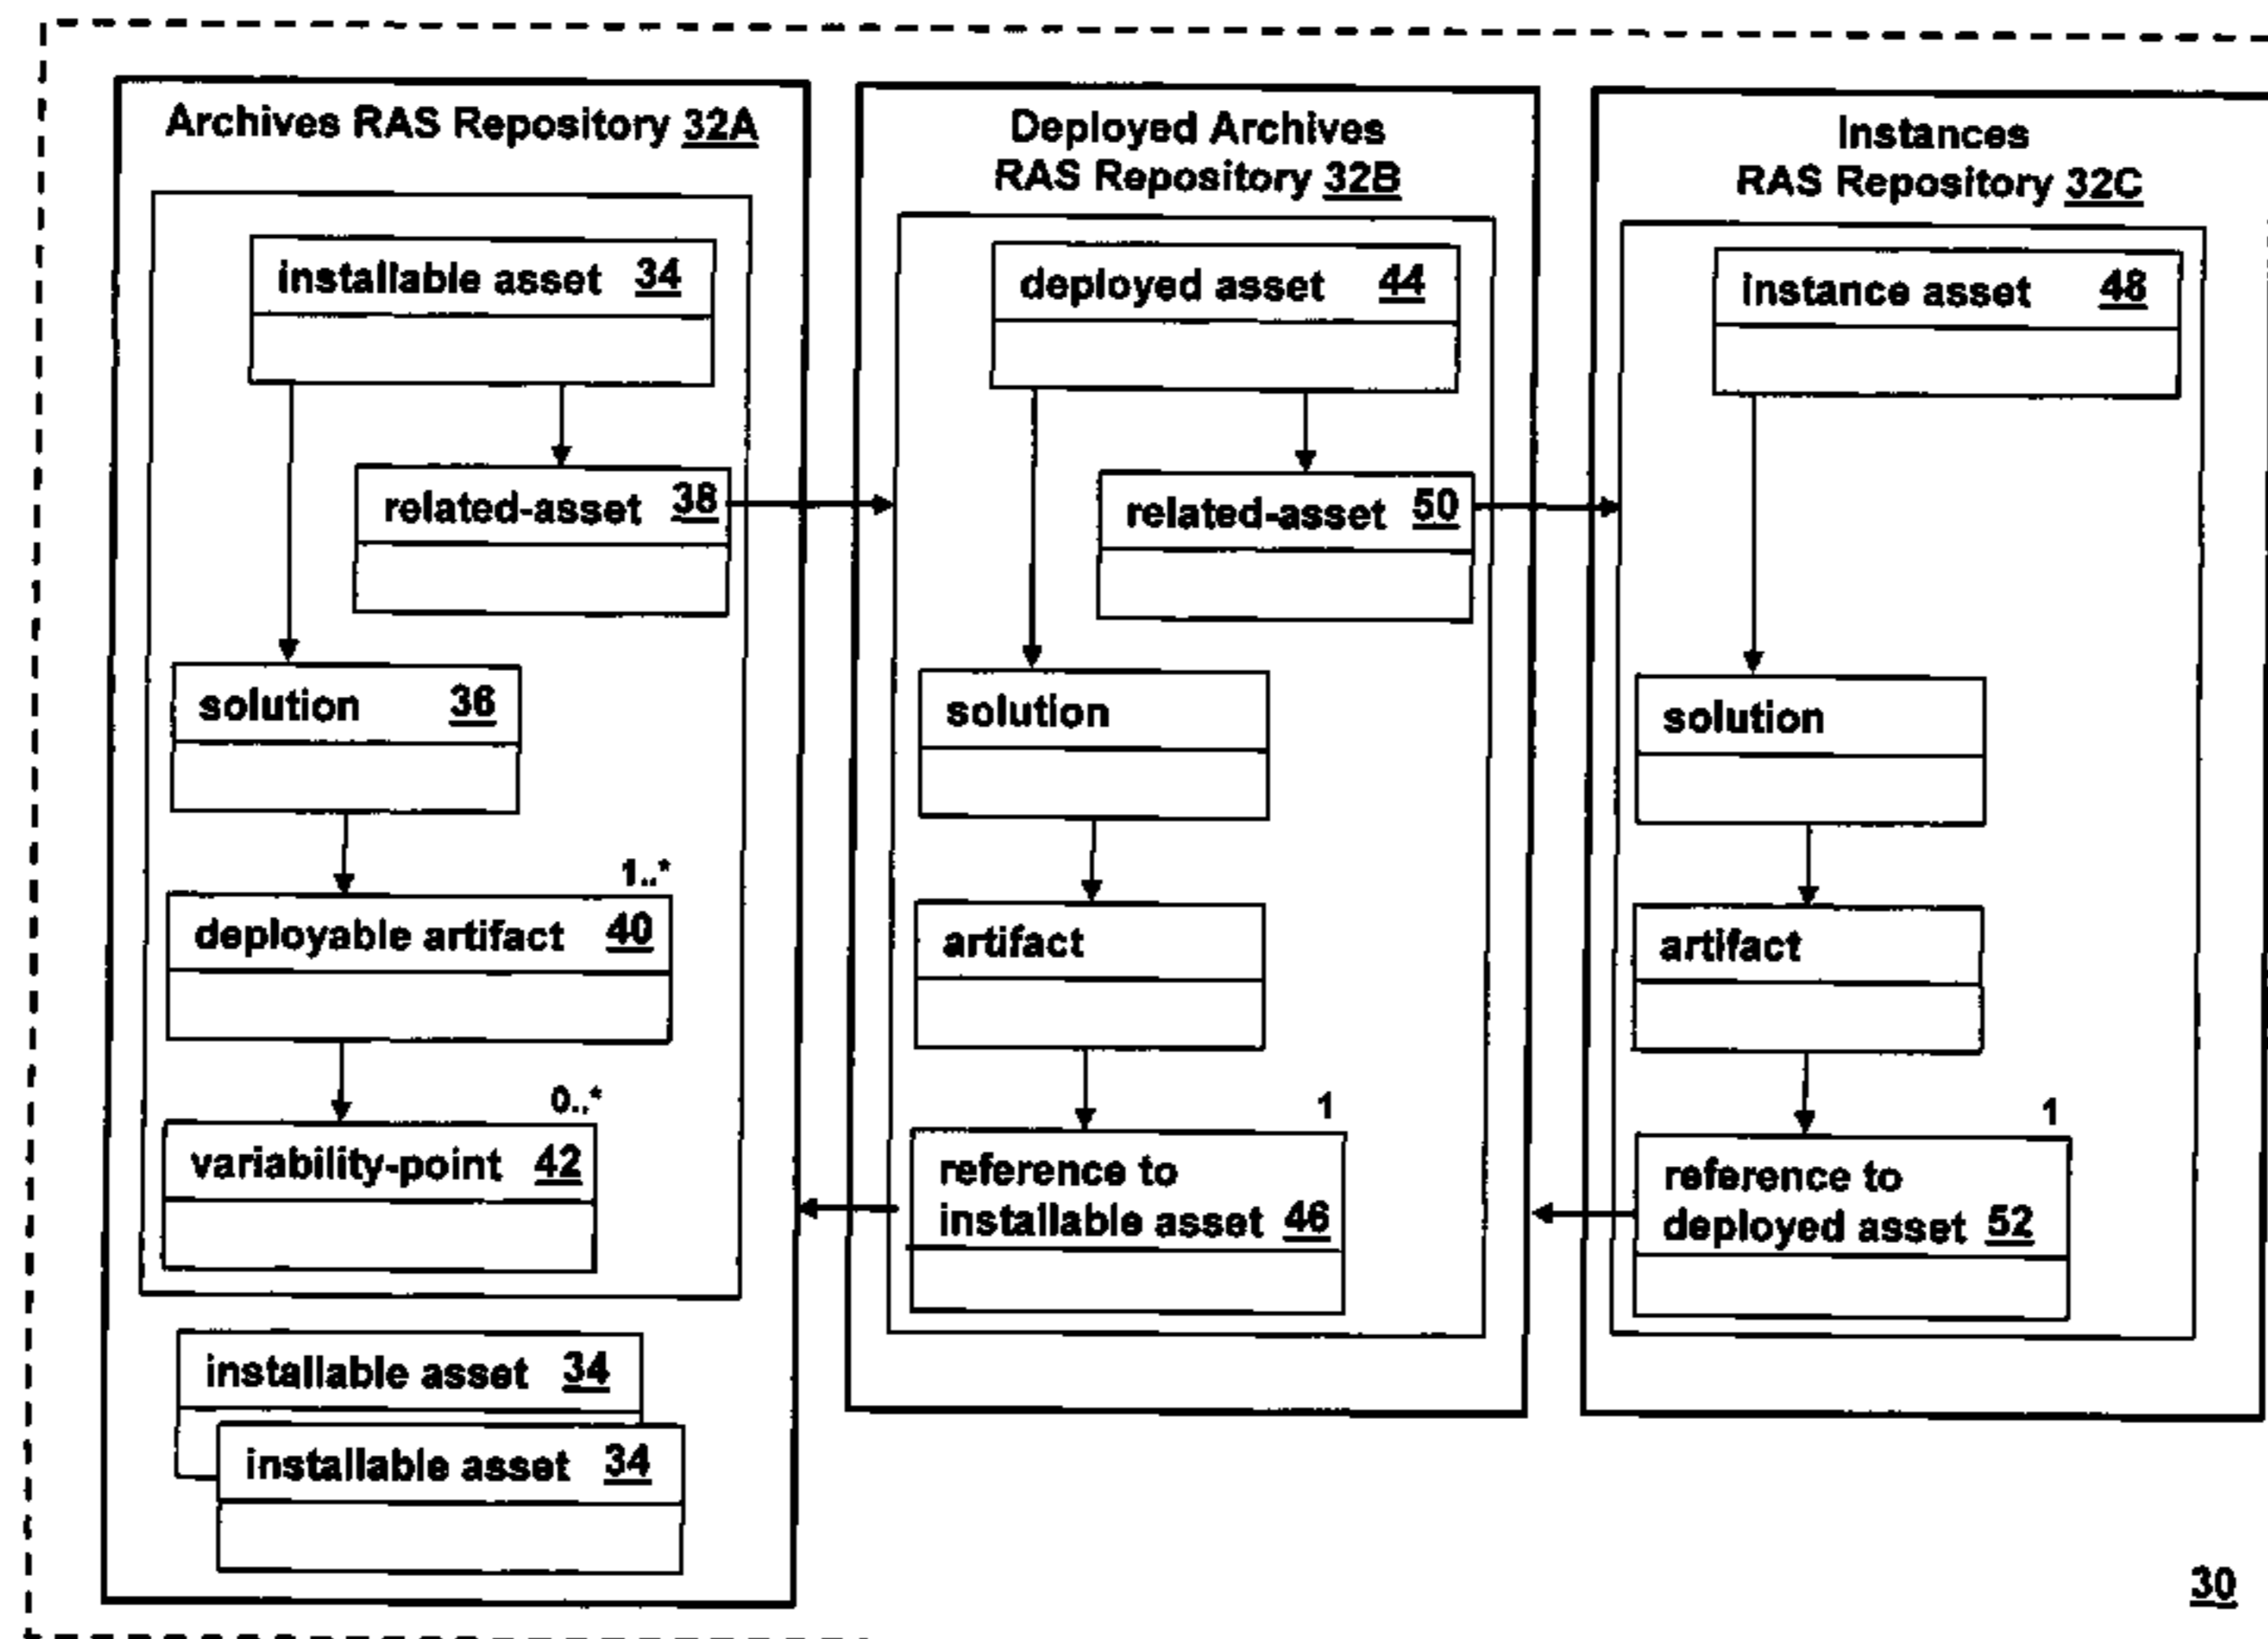 Archives RAS Repository 32A
installable asset 34
related-asset 38
solution 36
1..*
deployable artifact 40
0..*
variability-point 42
installable asset 34
installable asset 34
Deployed Archives
RAS Repository 32B
deployed asset 44
related-asset 50
solution
artifact
1
reference to
installable asset 46
Instances
RAS Repository 32C
instance asset 48
solution
artifact
1
reference to
deployed asset 52
30